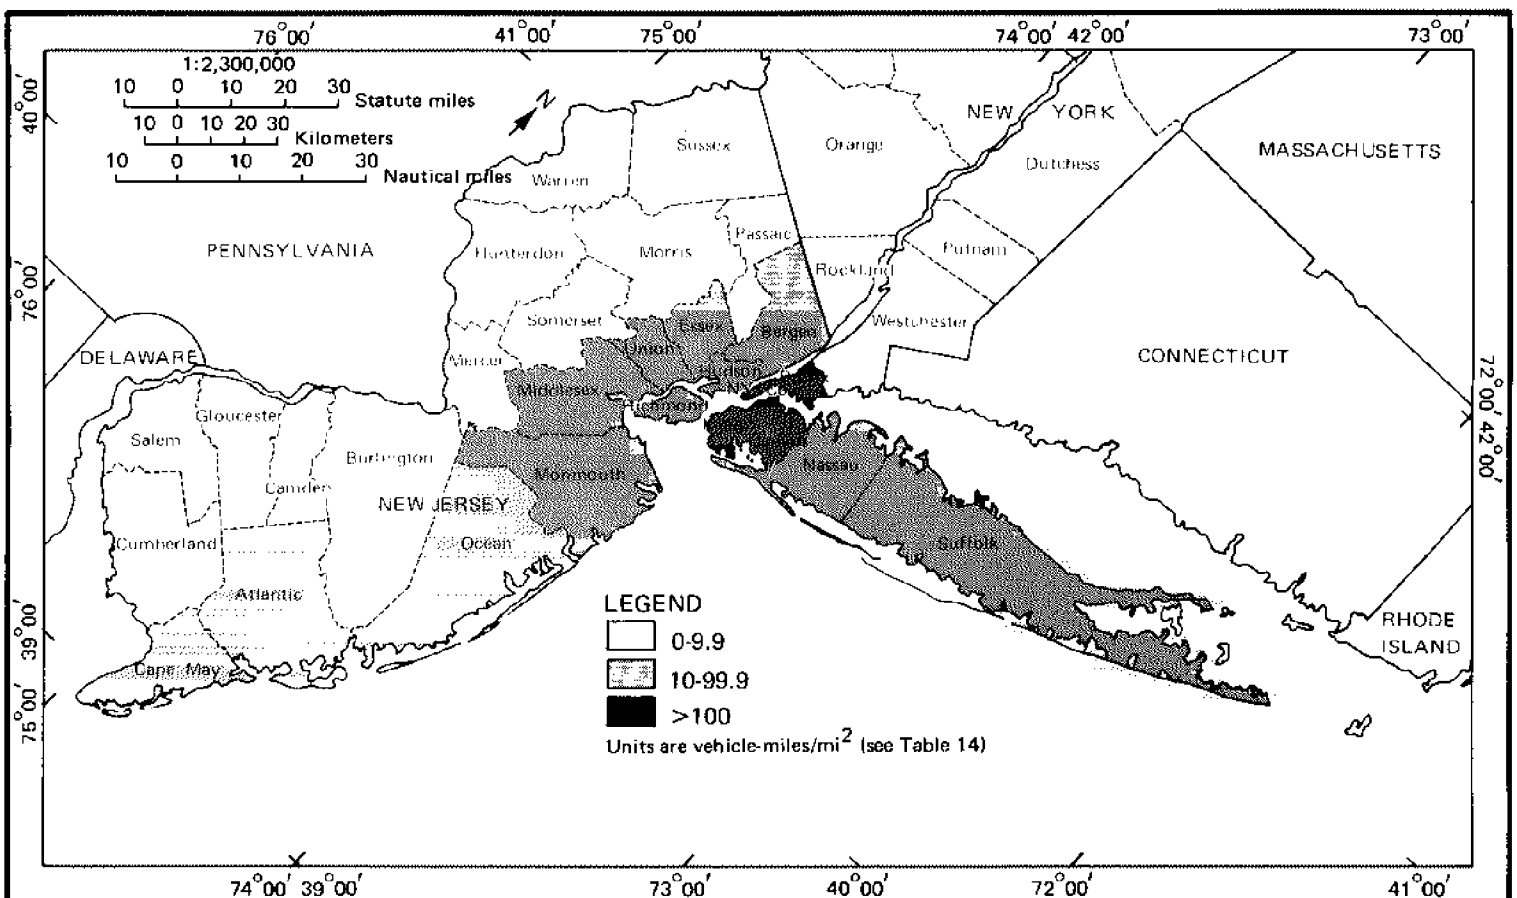 76°00′ 41°00′ 75°00′ 74°00′ 42°00′ 73°00′
1:2,300,000
10 0 10 20 30 Statute miles
10 0 10 20 30 Kilometers
10 0 10 20 30 Nautical miles
N
40°00′
76°00′
39°00′
75°00′
NEW YORK
MASSACHUSETTS
Sussex
Orange
Dutchess
Warren
PENNSYLVANIA
Hunterdon
Morris
Passaic
Rockland
Putnam
Somerset
Essex
Bergen
Westchester
DELAWARE
Mercer
Union
Hudson
CONNECTICUT
Middlesex
Richmond
Gloucester
Salem
Burlington
Monmouth
Nassau
Camden
NEW JERSEY
Cumberland
Ocean
Suffolk
Atlantic
Cape May
RHODE
ISLAND
72°00′
42°00′
LEGEND
0-9.9
10-99.9
>100
Units are vehicle-miles/mi² (see Table 14)
74°00′ 39°00′ 73°00′ 40°00′ 72°00′ 41°00′